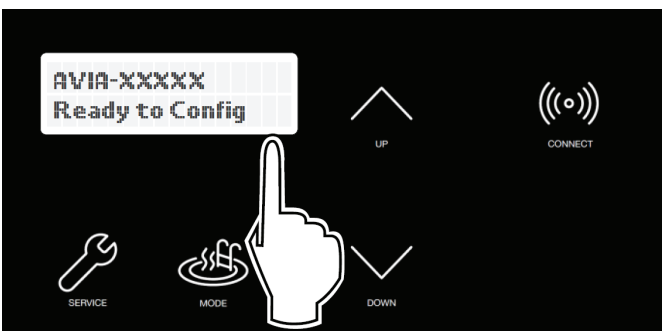 AVIA-XXXXX
Ready to Config
UP
CONNECT
SERVICE
MODE
DOWN